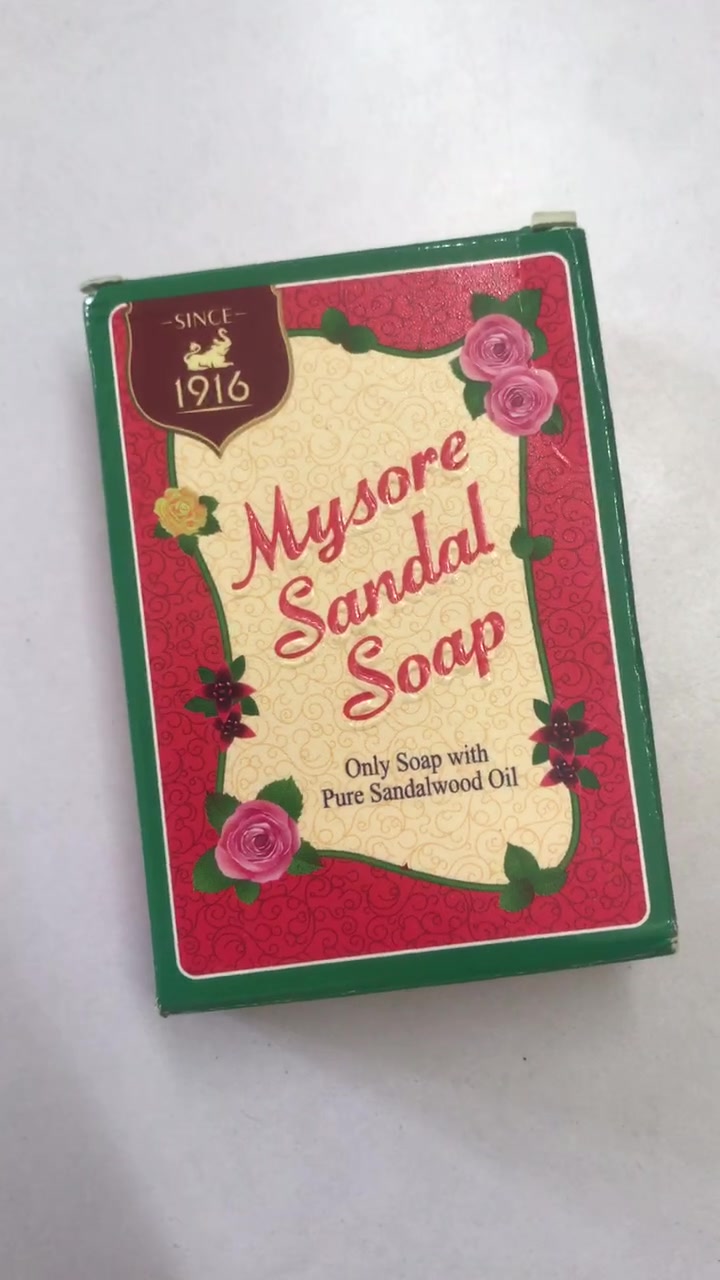 –SINCE–
1916
Mysore
Sandal
Soap
Only Soap with
Pure Sandalwood Oil